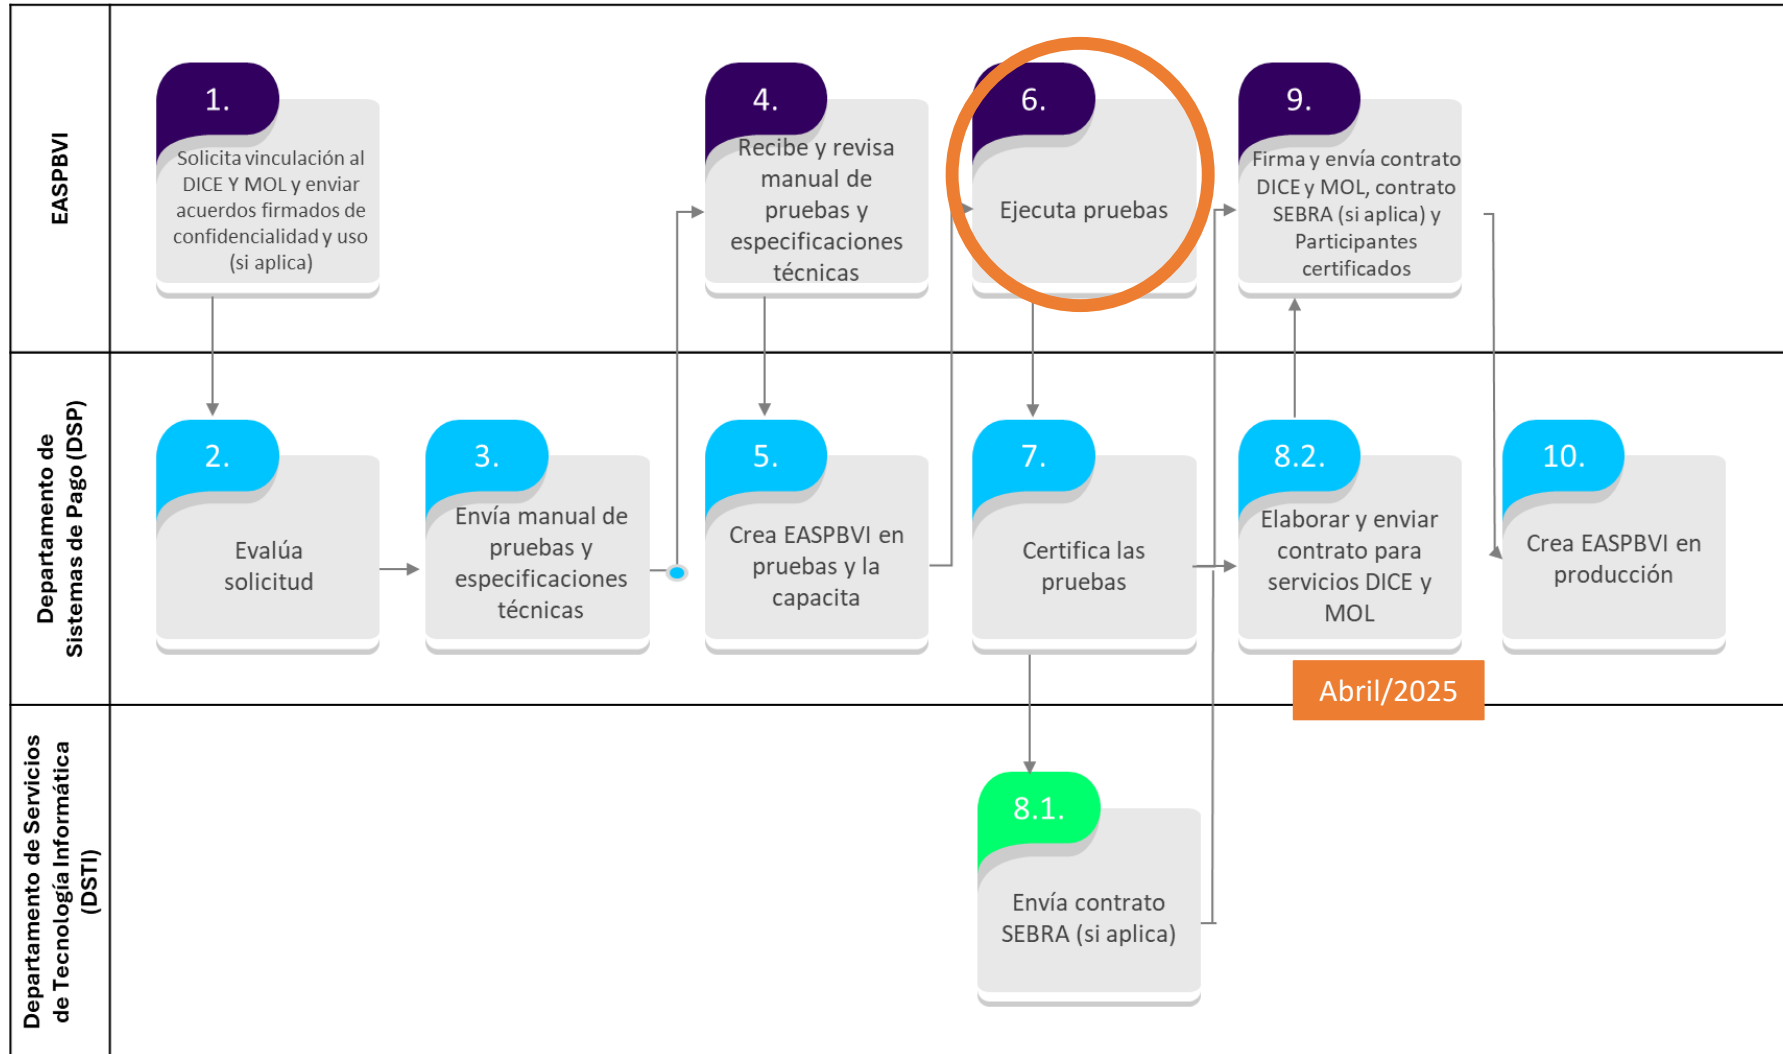 EASPBVI
1.
Solicita vinculación al
DICE Y MOL y enviar
acuerdos firmados de
confidencialidad y uso
(si aplica)
4.
Recibe y revisa
manual de
pruebas y
especificaciones
técnicas
6.
Ejecuta pruebas
9.
Firma y envía contrato
DICE y MOL, contrato
SEBRA (si aplica) y
Participantes
certificados
Departamento de
Sistemas de Pago (DSP)
2.
Evalúa
solicitud
3.
Envía manual de
pruebas y
especificaciones
técnicas
5.
Crea EASPBVI en
pruebas y la
capacita
7.
Certifica las
pruebas
8.2.
Elaborar y enviar
contrato para
servicios DICE y
MOL
10.
Crea EASPBVI en
producción
Abril/2025
Departamento de Servicios
de Tecnología Informática
(DSTI)
8.1.
Envía contrato
SEBRA (si aplica)